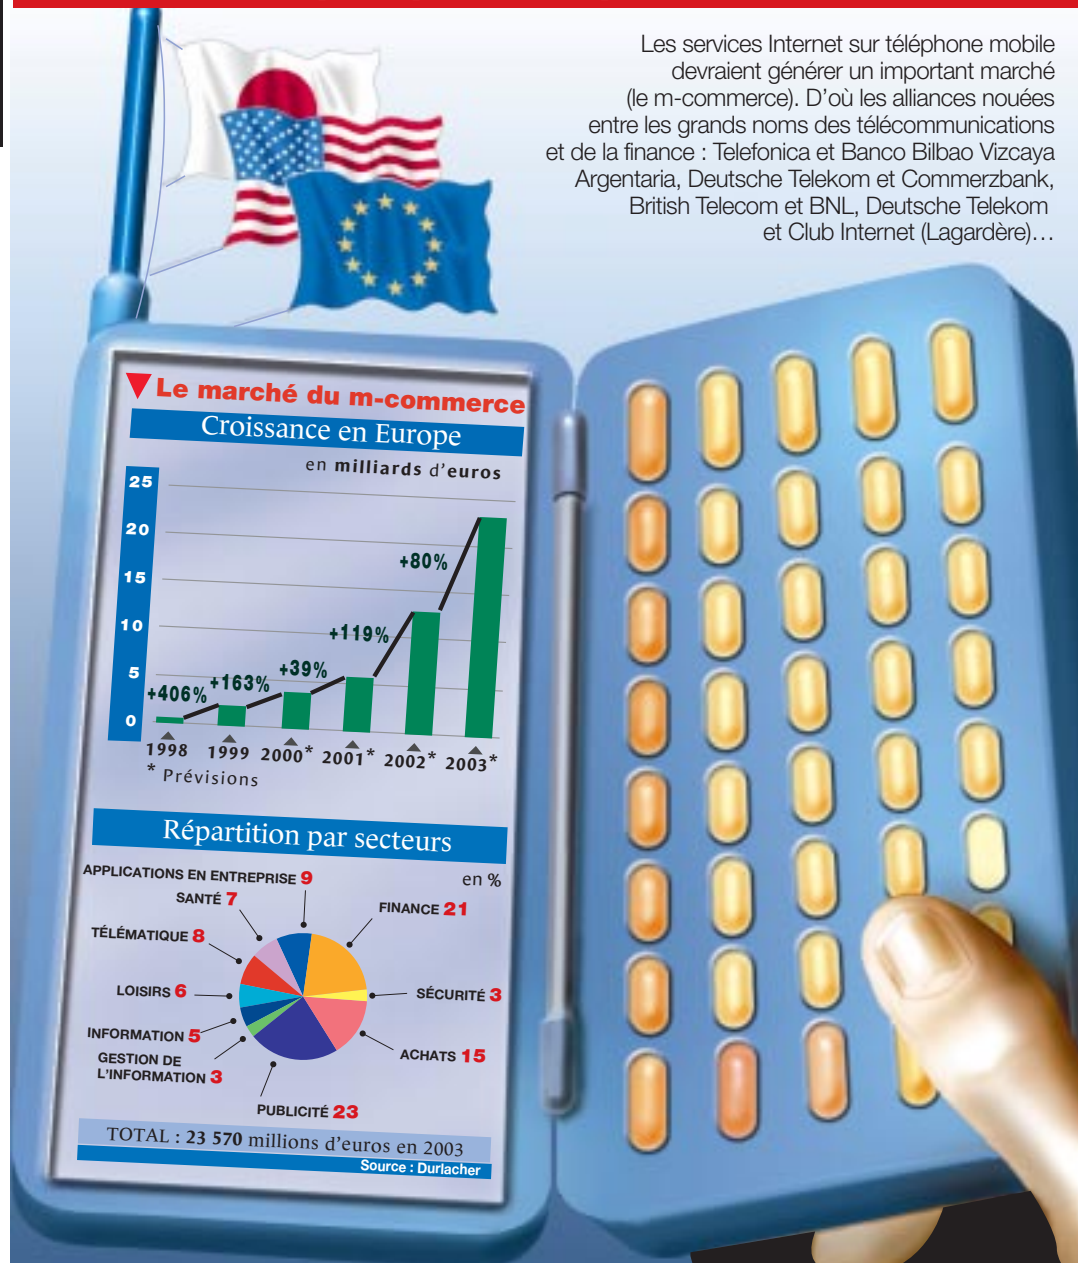 Les services Internet sur téléphone mobile
devraient générer un important marché
(le m-commerce). D’où les alliances nouées
entre les grands noms des télécommunications
et de la finance : Telefonica et Banco Bilbao Vizcaya
Argentaria, Deutsche Telekom et Commerzbank,
British Telecom et BNL, Deutsche Telekom
et Club Internet (Lagardère)…
Le marché du m-commerce
Croissance en Europe
en milliards d’euros
25
20
15
10
5
0
+406%
+163%
+39%
+119%
+80%
1998 1999 2000* 2001* 2002* 2003*
* Prévisions
Répartition par secteurs
en %
APPLICATIONS EN ENTREPRISE 9
SANTÉ 7
FINANCE 21
TÉLÉMATIQUE 8
LOISIRS 6
SÉCURITÉ 3
INFORMATION 5
ACHATS 15
GESTION DE
L’INFORMATION 3
PUBLICITÉ 23
TOTAL : 23 570 millions d’euros en 2003
Source : Durlacher